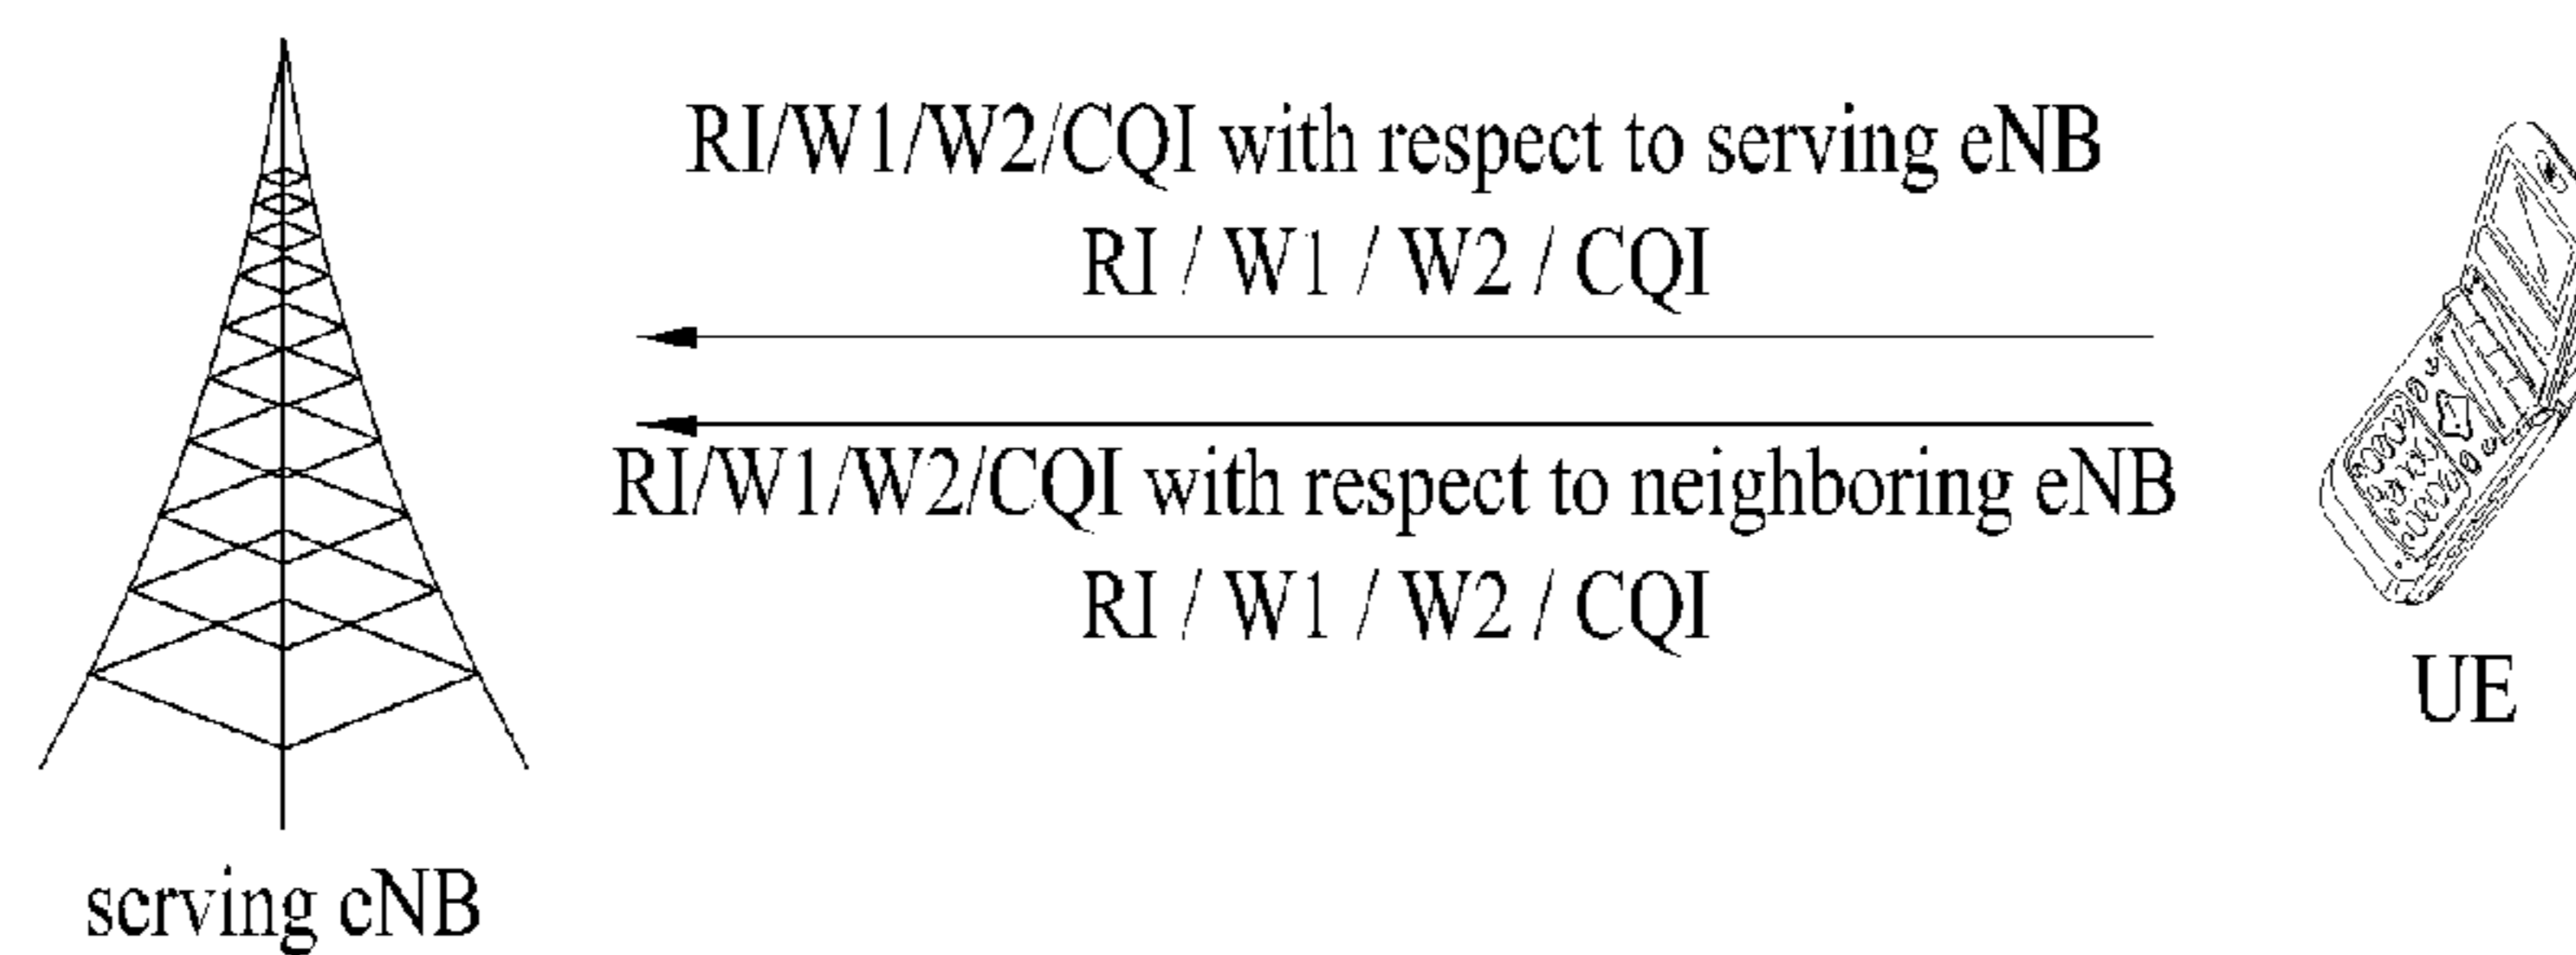 RI/W1/W2/CQI with respect to serving eNB
RI / W1 / W2 / CQI
RI/W1/W2/CQI with respect to neighboring eNB
RI / W1 / W2 / CQI
UE
serving eNB